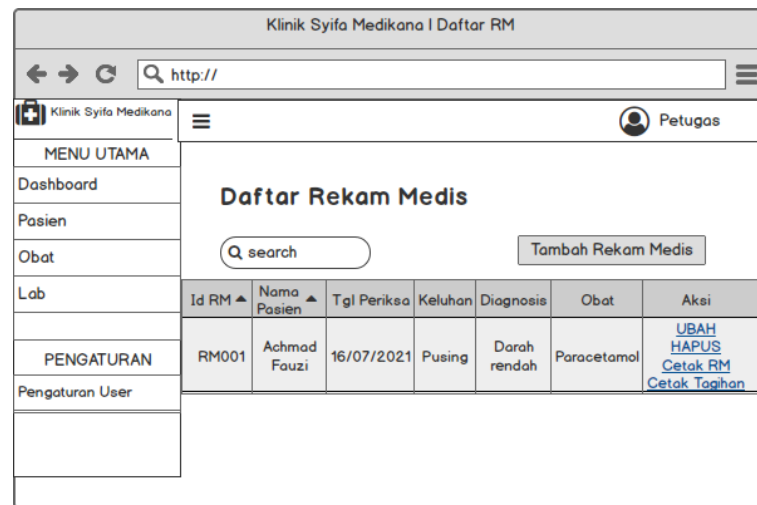 Klinik Syifa Medikana | Daftar RM
http://
Klinik Syifa Medikana
Petugas
MENU UTAMA
Dashboard
Pasien
Obat
Lab
PENGATURAN
Pengaturan User
Daftar Rekam Medis
search
Tambah Rekam Medis
Id RM Nama Pasien Tgl Periksa Keluhan Diagnosis Obat Aksi
RM001 Achmad Fauzi 16/07/2021 Pusing Darah rendah Paracetamol UBAH
HAPUS
Cetak RM
Cetak Tagihan